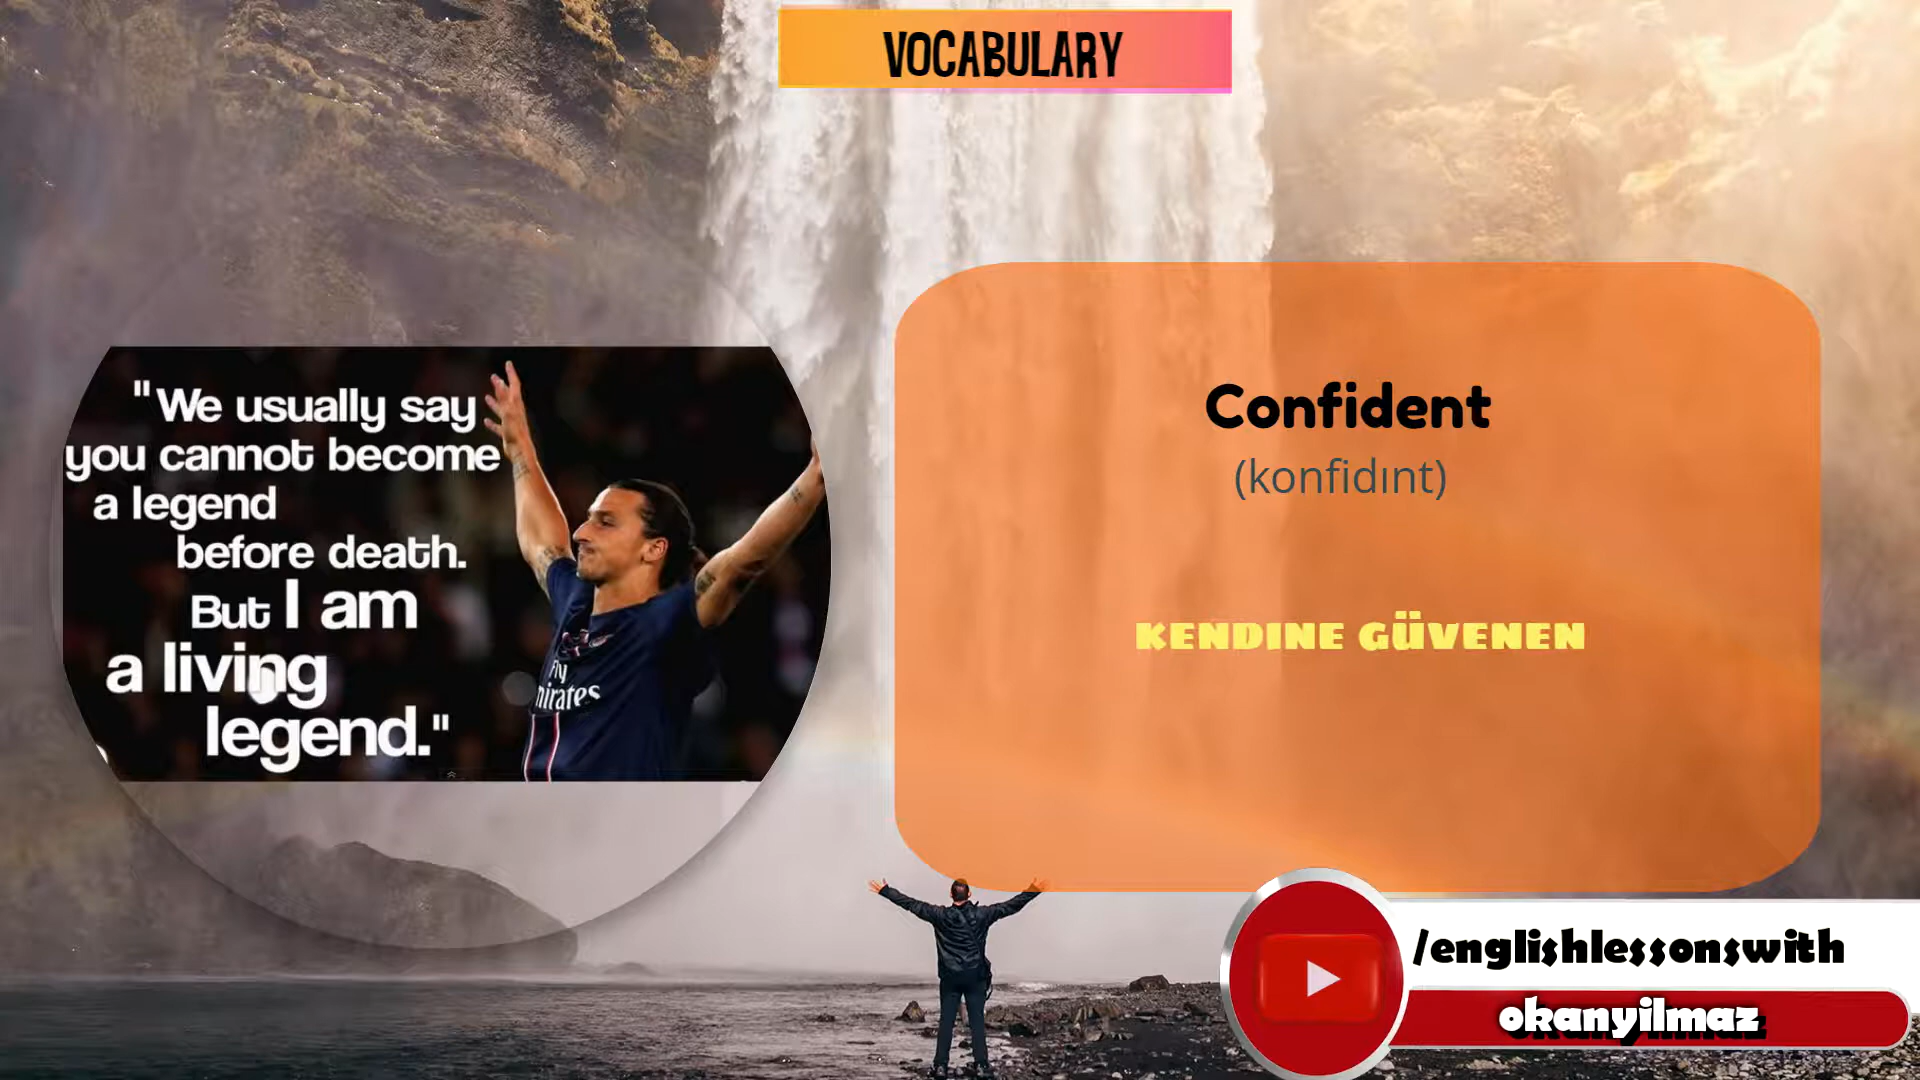 VOCABULARY
"We usually say
you cannot become
a legend
before death.
But I am
a living
legend."
Fly
Confident
(konfidınt)
KENDINE GÜVENEN
/englishlessonswith
okanyilmaz